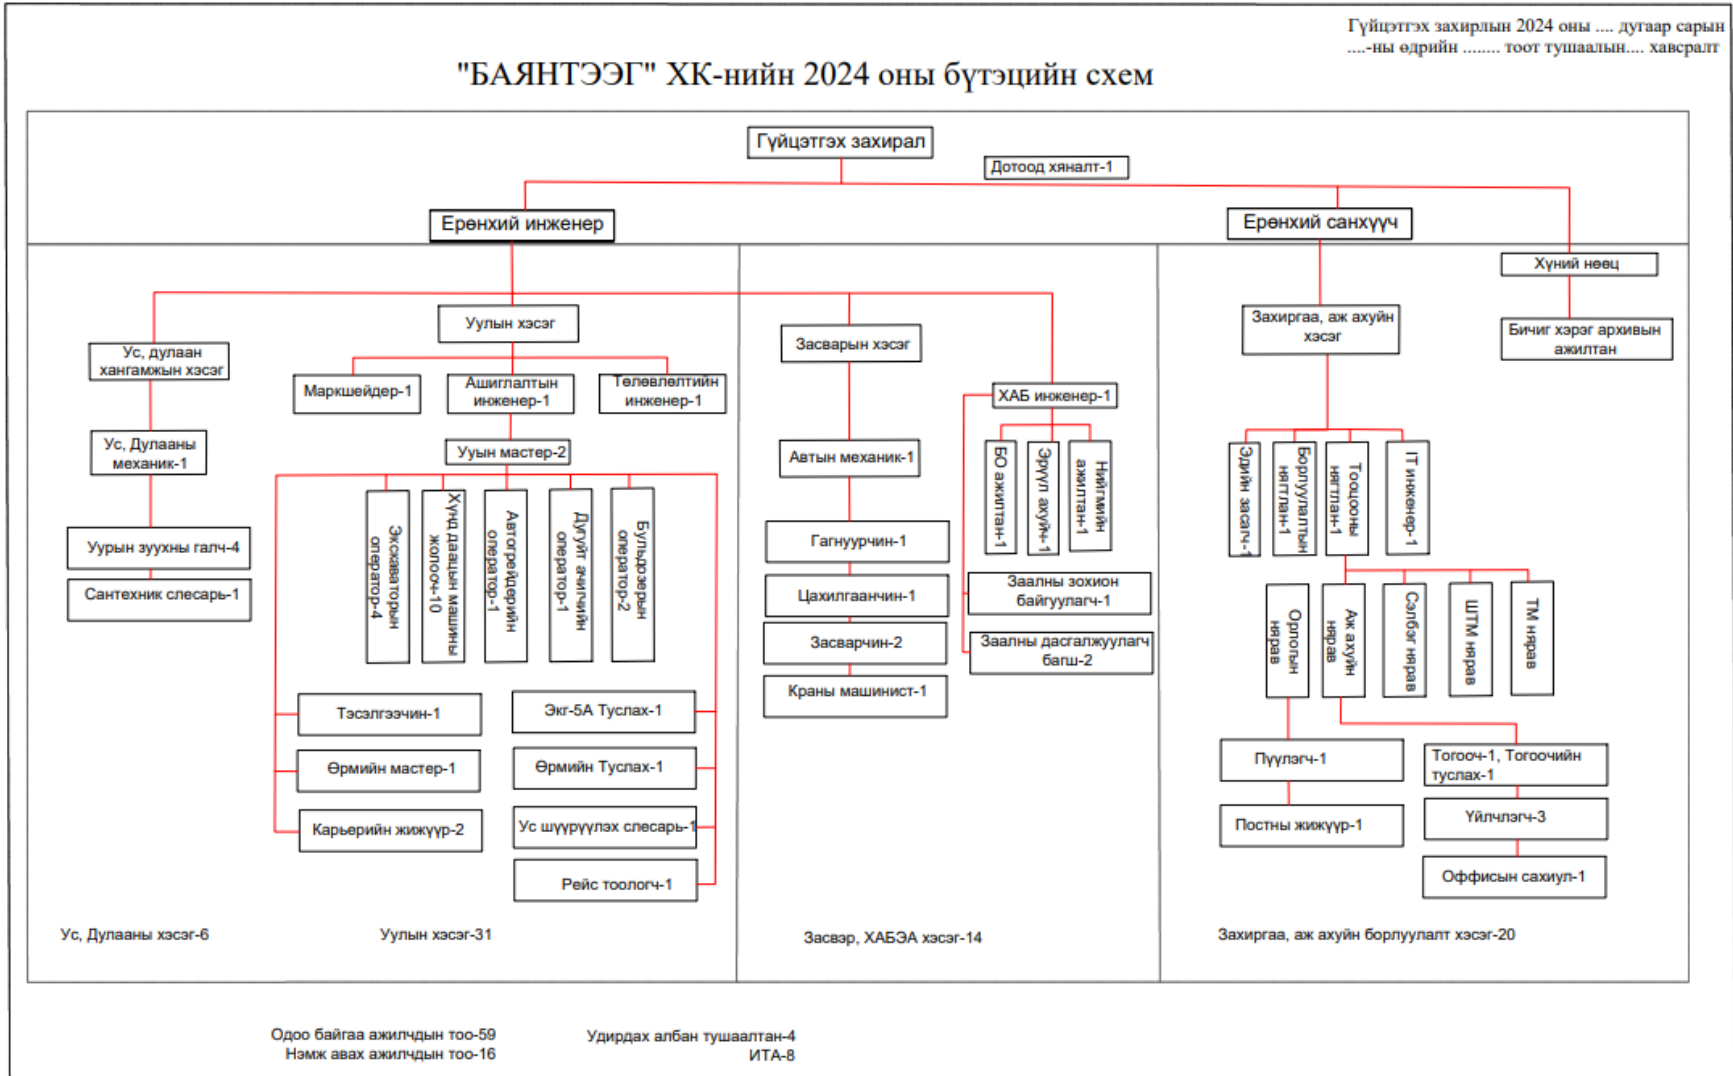 Гүйцэтгэх захирлын 2024 оны .... дугаар сарын
....-ны өдрийн ........ тоот тушаалын.... хавсралт
"БАЯНТЭЭГ" ХК-нийн 2024 оны бүтэцийн схем
Гүйцэтгэх захирал
Дотоод хяналт-1
Ерөнхий инженер
Ерөнхий санхүүч
Хүний нөөц
Бичиг хэрэг архивын
ажилтан
Ус, дулаан
хангамжын хэсэг
Ус, Дулааны
механик-1
Уурын зуухны галч-4
Сантехник слесарь-1
Уулын хэсэг
Маркшейдер-1
Ашиглалтын
инженер-1
Төлөвлөлтийн
инженер-1
Ууын мастер-2
Экскаваторын
оператор-4
Хүнд даацын машины
жолооч-10
Автогрейдерийн
оператор-1
Дугуйт ачигчийн
оператор-1
Бульдозерын
оператор-2
Тэсэлгээчин-1
Өрмийн мастер-1
Карьерийн жижүүр-2
Экг-5А Туслах-1
Өрмийн Туслах-1
Ус шүүрүүлэх слесарь-1
Рейс тоологч-1
Засварын хэсэг
Автын механик-1
Гагнуурчин-1
Цахилгаанчин-1
Засварчин-2
Краны машинист-1
ХАБ инженер-1
БО ажилтан-1
Эрүүл ахуйч-1
Нийгмийн
ажилтан-1
Заалны зохион
байгуулагч-1
Заалны дасгалжуулагч
багш-2
Захиргаа, аж ахуйн
хэсэг
Эдийн засагч-1
Борлуулалтын
нягтлан-1
Тооцооны
нягтлан-1
IT инженер-1
Орлогын
нярав
Аж ахуйн
нярав
Сэлбэг нярав
ШТМ нярав
ТМ нярав
Пүүлэгч-1
Постны жижүүр-1
Тогооч-1, Тогоочийн
туслах-1
Үйлчлэгч-3
Оффисын сахиул-1
Ус, Дулааны хэсэг-6
Уулын хэсэг-31
Засвэр, ХАБЭА хэсэг-14
Захиргаа, аж ахуйн борлуулалт хэсэг-20
Одоо байгаа ажилчдын тоо-59
Нэмж авах ажилчдын тоо-16
Удирдах албан тушаалтан-4
ИТА-8